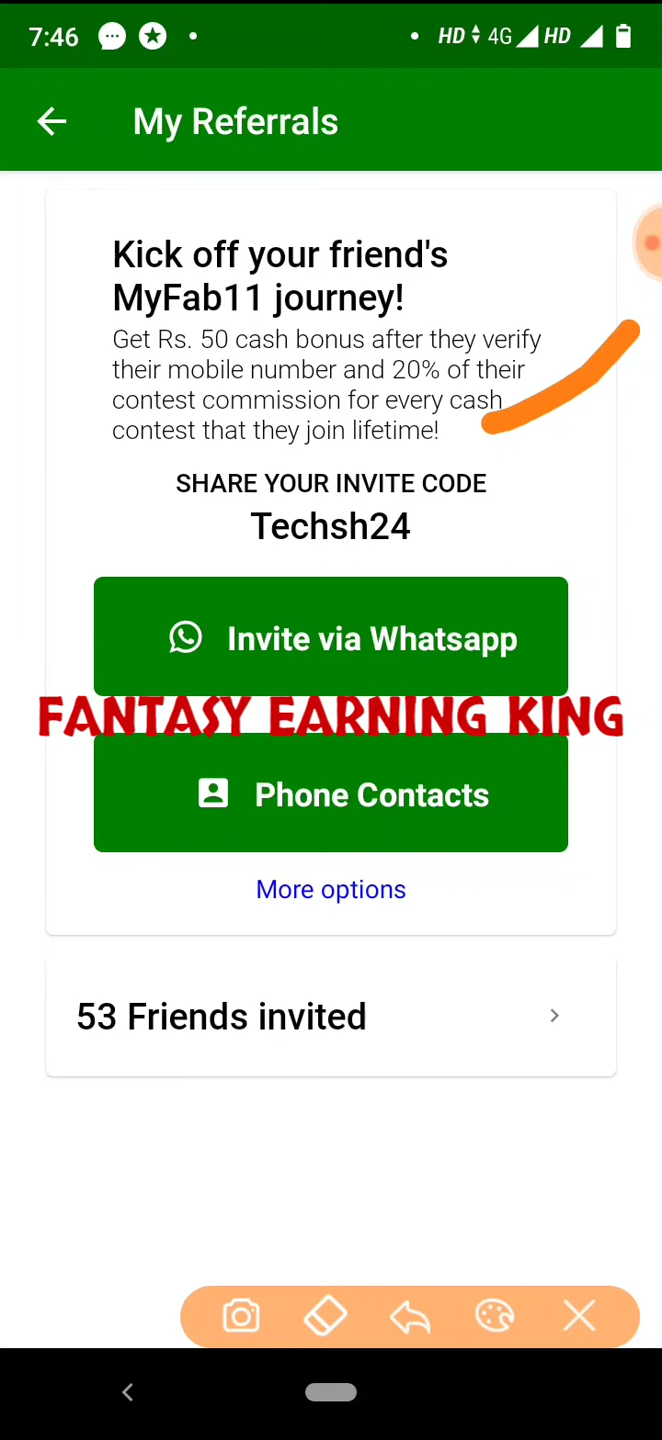 7:46 HD 4G HD
My Referrals
Kick off your friend's
MyFab11 journey!
Get Rs. 50 cash bonus after they verify
their mobile number and 20% of their
contest commission for every cash
contest that they join lifetime!
SHARE YOUR INVITE CODE
Techsh24
Invite via Whatsapp
FANTASY EARNING KING
Phone Contacts
More options
53 Friends invited